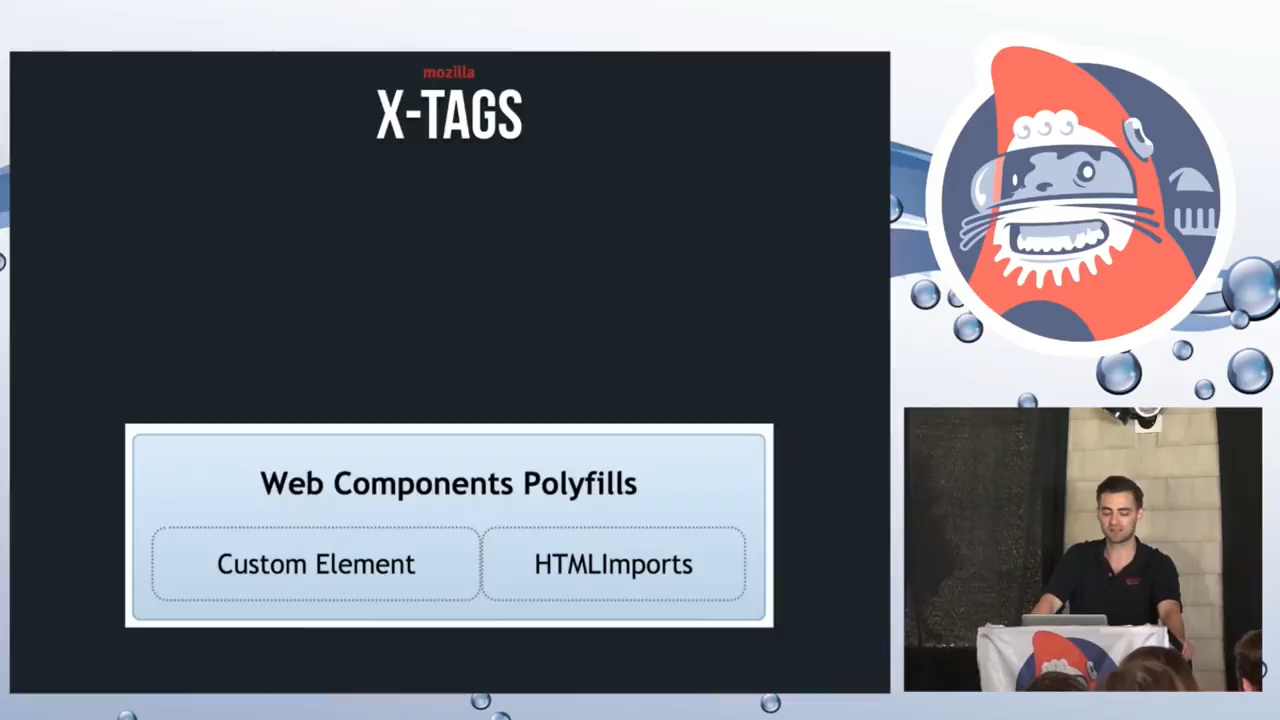 mozilla
X-TAGS
Web Components Polyfills
Custom Element
HTMLImports